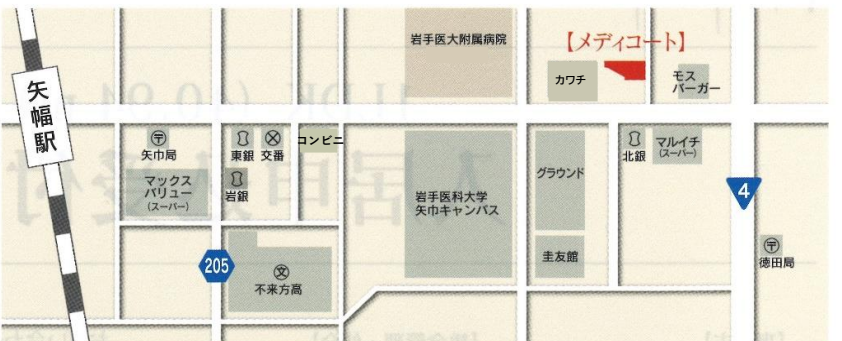 岩手医大附属病院
【メディコート】
カワチ
モス
バーガー
矢幅駅
矢巾局
東銀
交番
コンビニ
北銀
マルイチ
(スーパー)
マックス
バリュー
(スーパー)
岩銀
岩手医科大学
矢巾キャンパス
グラウンド
4
205
文
不来方高
圭友館
徳田局